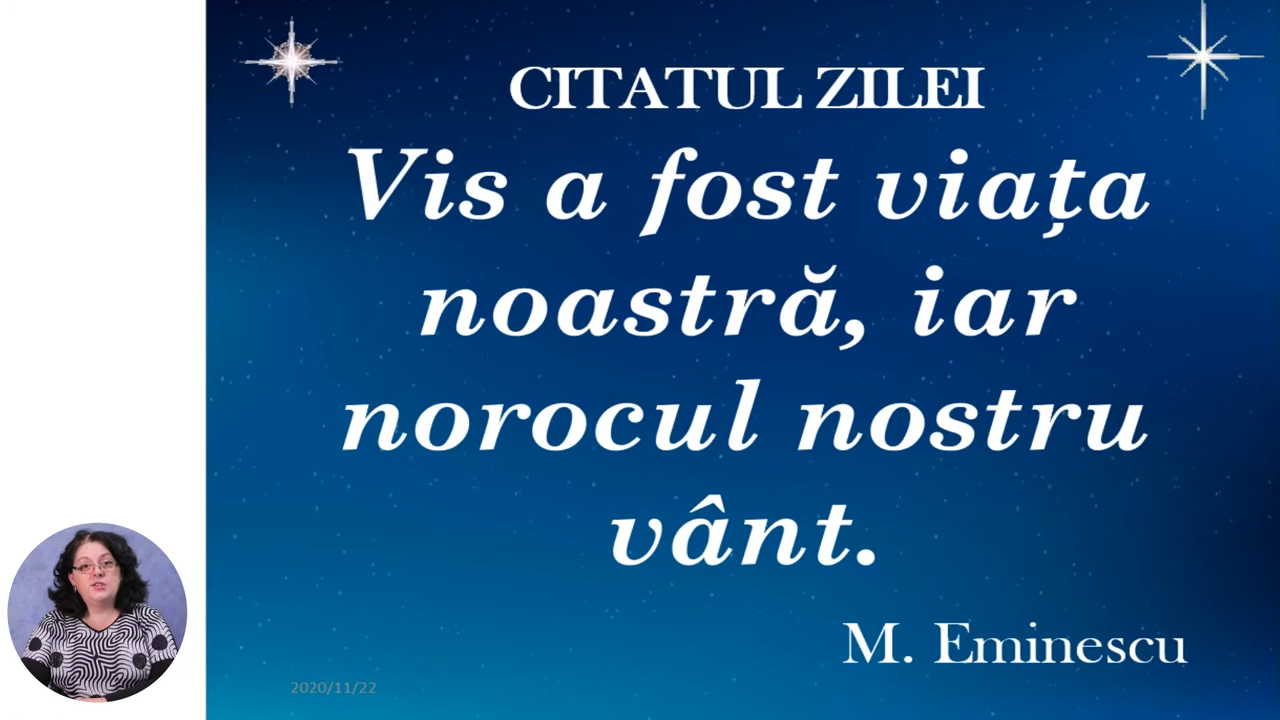 CITATUL ZILEI
Vis a fost viața
noastră, iar
norocul nostru
vânt.
M. Eminescu
2020/11/22